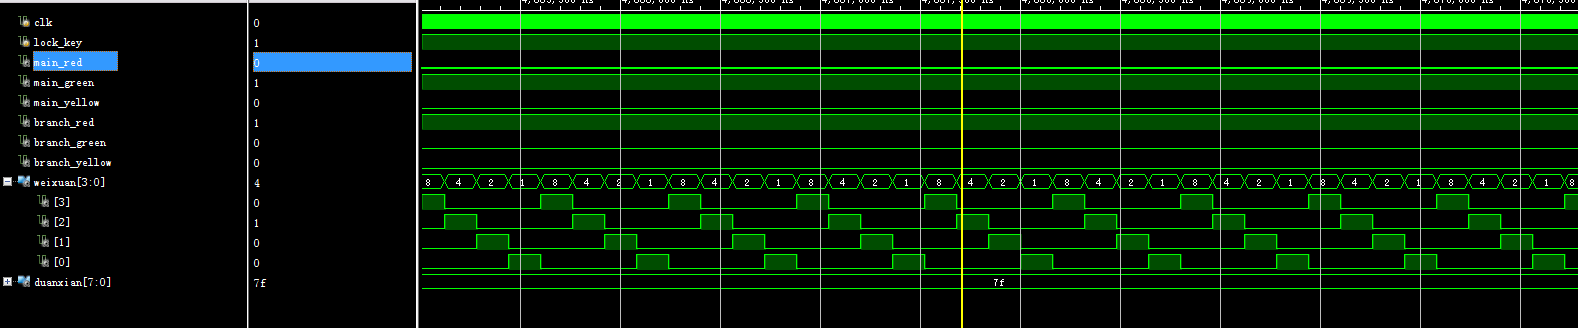 clk 0
lock_key 1
main_red 0
main_green 1
main_yellow 0
branch_red 1
branch_green 0
branch_yellow 0
weixuan[3:0] 4 8 4 2 1 8 4 2 1 8 4 2 1 8 4 2 1 8 4 2 1 8 4 2 1 8 4 2 1 8 4 2 1 8 4 2 1 8
[3] 0
[2] 1
[1] 0
[0] 0
duanxian[7:0] 7f 7f